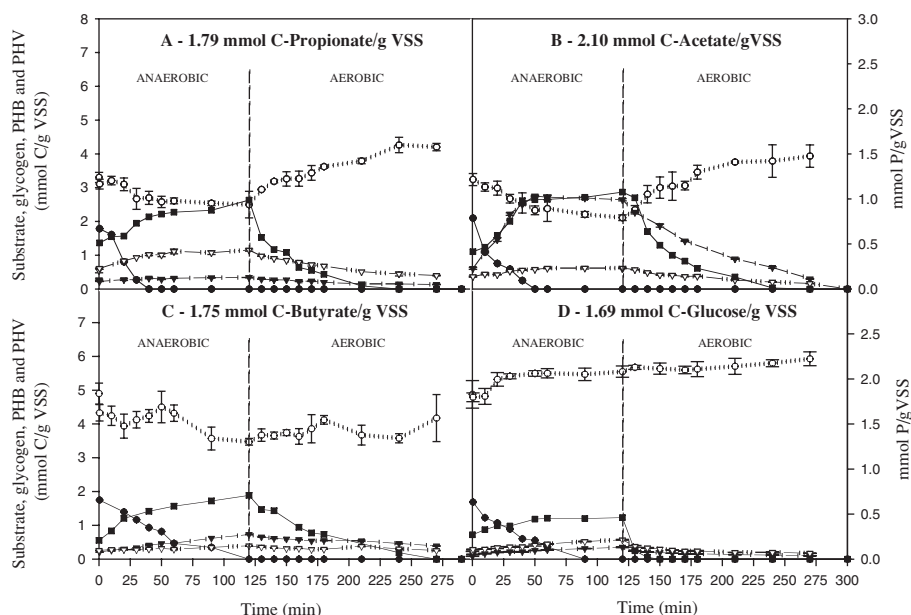 Substrate, glycogen, PHB and PHV
(mmol C/g VSS)
8
7
6
5
4
3
2
1
0
A - 1.79 mmol C-Propionate/g VSS
ANAEROBIC
AEROBIC
B - 2.10 mmol C-Acetate/gVSS
ANAEROBIC
AEROBIC
3.0
2.5
2.0
1.5
1.0
0.5
0.0
mmol P/gVSS
Substrate, glycogen, PHB and PHV
(mmol C/g VSS)
7
6
5
4
3
2
1
0
C - 1.75 mmol C-Butyrate/g VSS
ANAEROBIC
AEROBIC
D - 1.69 mmol C-Glucose/g VSS
ANAEROBIC
AEROBIC
2.5
2.0
1.5
1.0
0.5
0.0
mmol P/gVSS
0 25 50 75 100 125 150 175 200 225 250 275
0 25 50 75 100 125 150 175 200 225 250 275 300
Time (min)
Time (min)